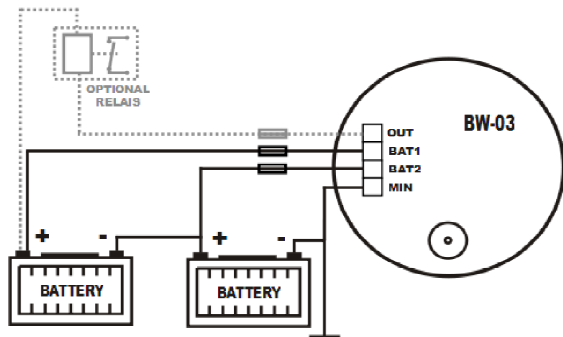 OPTIONAL
RELAIS
OUT
BW-03
BAT1
BAT2
MIN
+ -
+ -
BATTERY
BATTERY